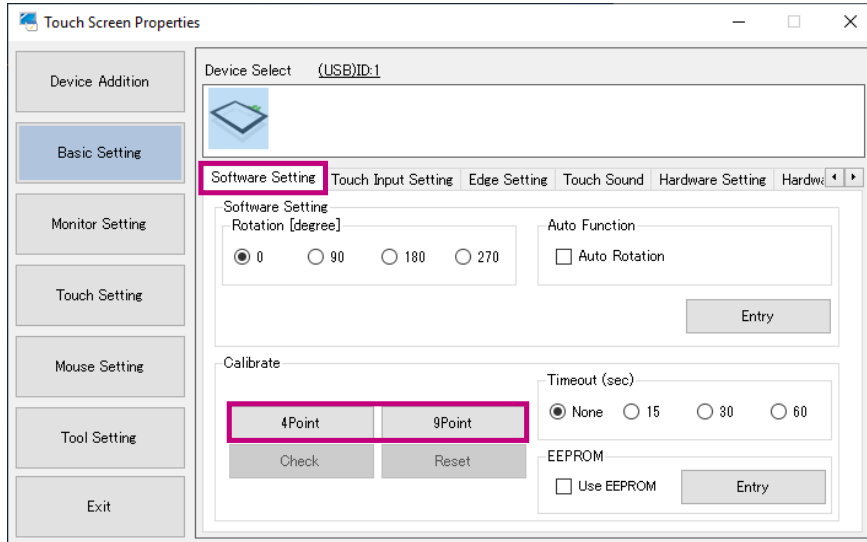 Touch Screen Properties
Device Addition
Basic Setting
Monitor Setting
Touch Setting
Mouse Setting
Tool Setting
Exit
Device Select (USB)ID:1
Software Setting Touch Input Setting Edge Setting Touch Sound Hardware Setting
Software Setting
Rotation [degree]
0 90 180 270
Auto Function
Auto Rotation
Entry
Calibrate
4Point 9Point
Check Reset
Timeout (sec)
None 15 30 60
EEPROM
Use EEPROM Entry